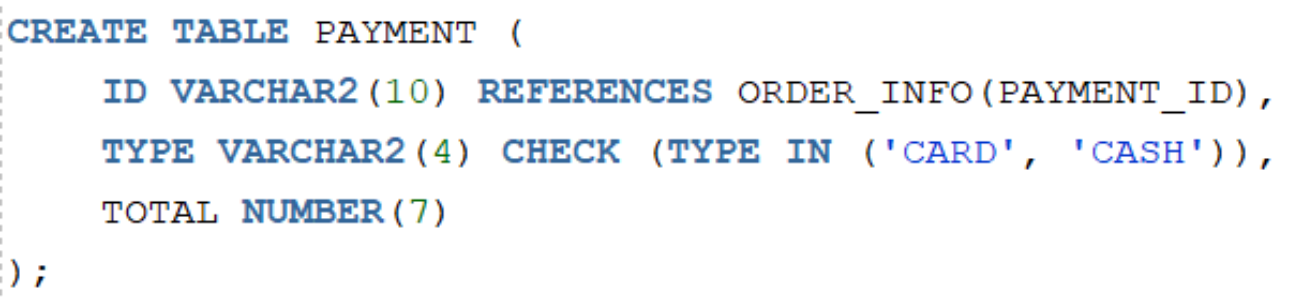 CREATE TABLE PAYMENT (
ID VARCHAR2(10) REFERENCES ORDER_INFO(PAYMENT_ID),
TYPE VARCHAR2(4) CHECK (TYPE IN ('CARD', 'CASH')),
TOTAL NUMBER(7)
);